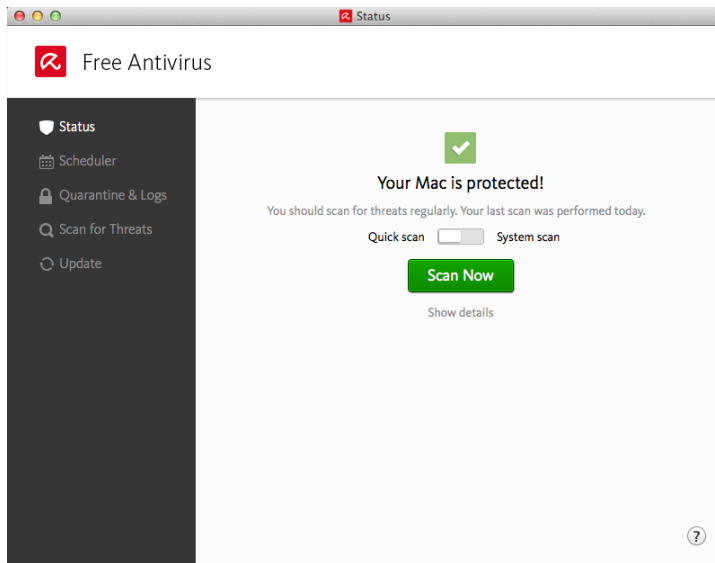 Status
Free Antivirus
Status
Scheduler
Quarantine & Logs
Scan for Threats
Update
Your Mac is protected!
You should scan for threats regularly. Your last scan was performed today.
Quick scan System scan
Scan Now
Show details
?